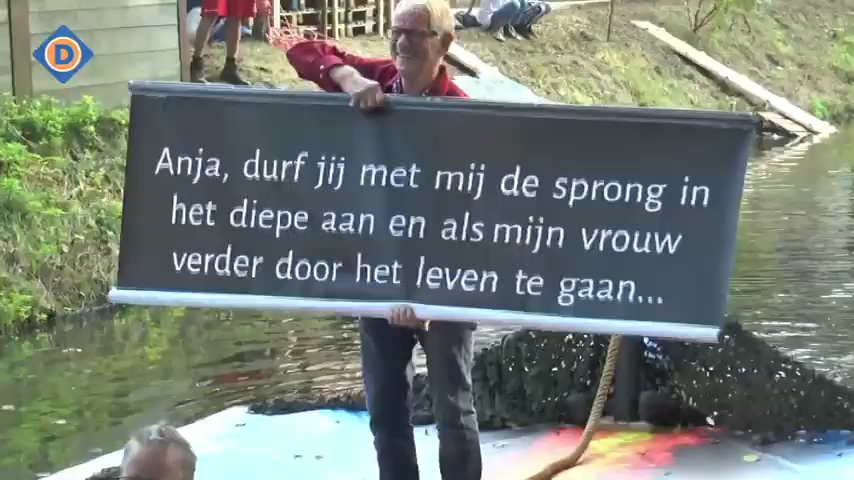 D
Anja, durf jij met mij de sprong in
het diepe aan en als mijn vrouw
verder door het leven te gaan...